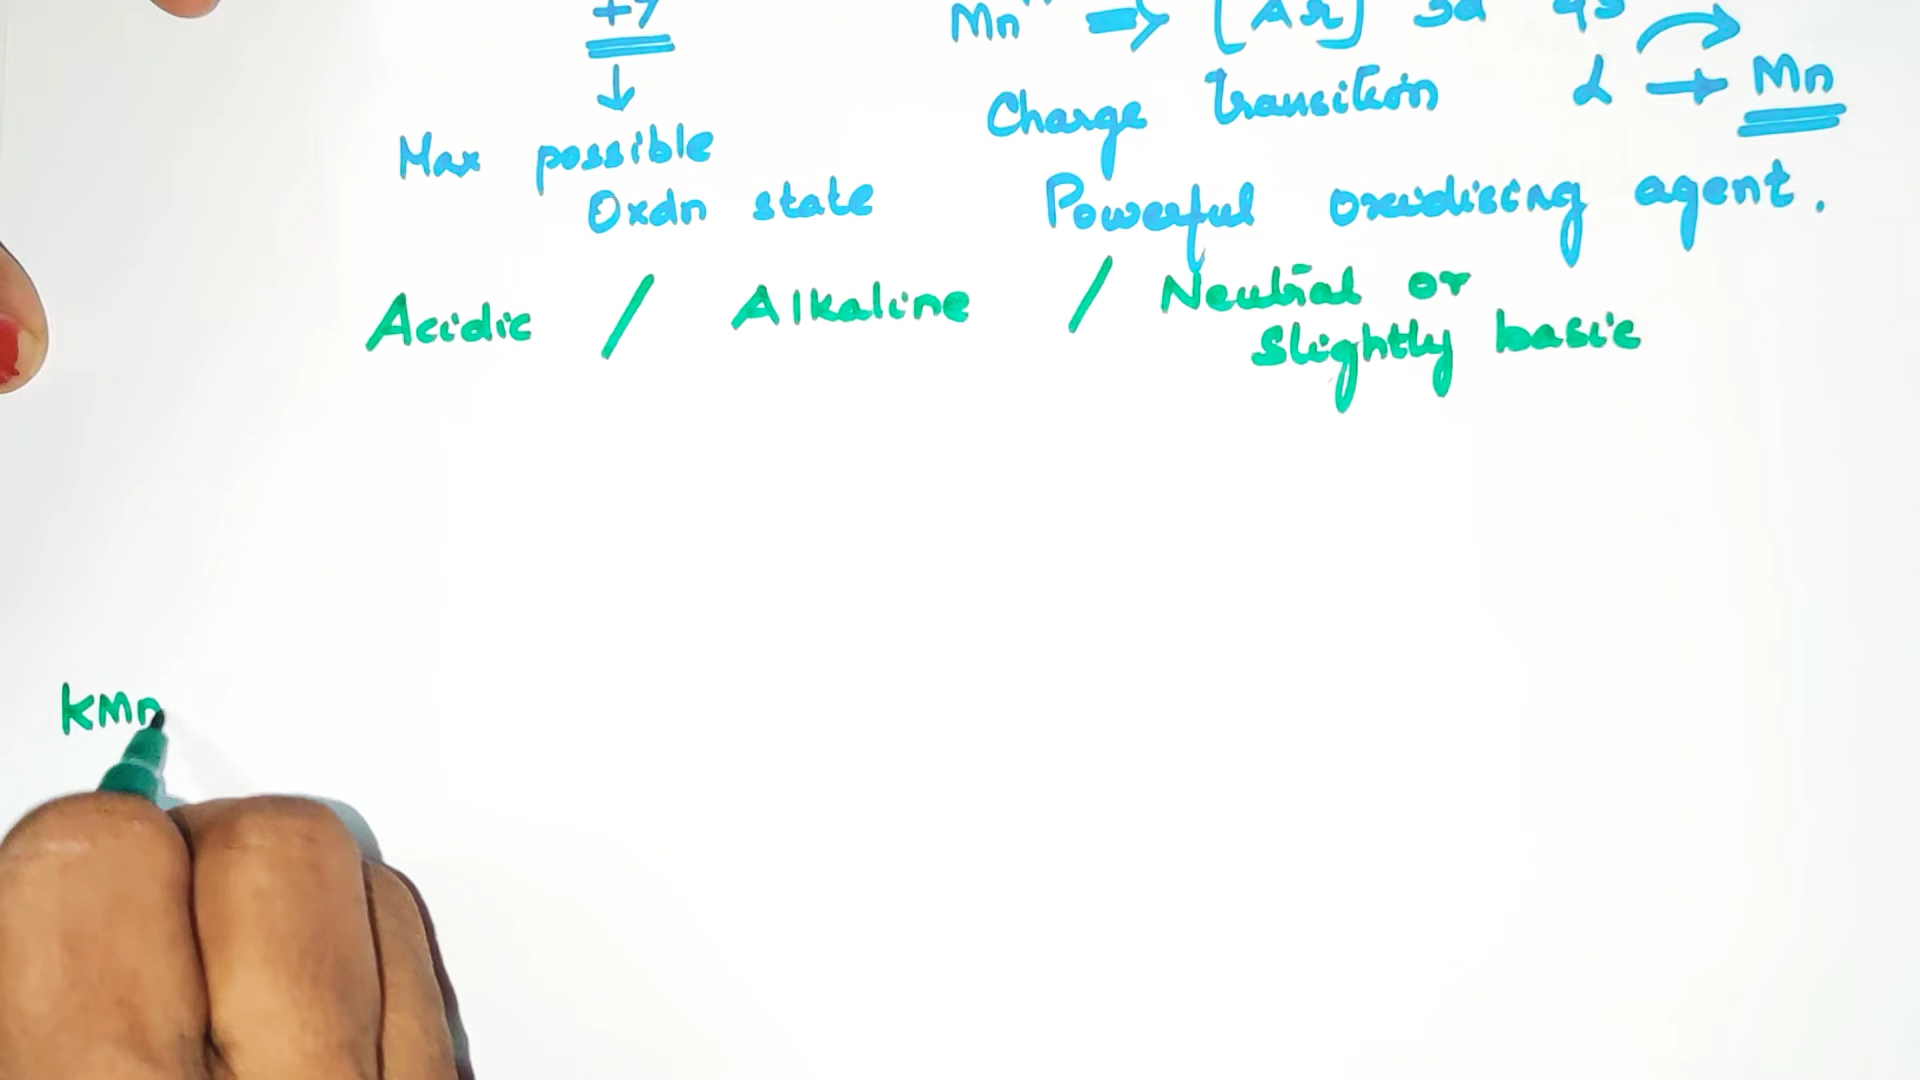 +7
Mn [Ar] 3d 4s
Max possible
Oxdn state
Charge transition L → Mn
Powerful oxidising agent.
Acidic / Alkaline / Neutral or
slightly basic
KMn